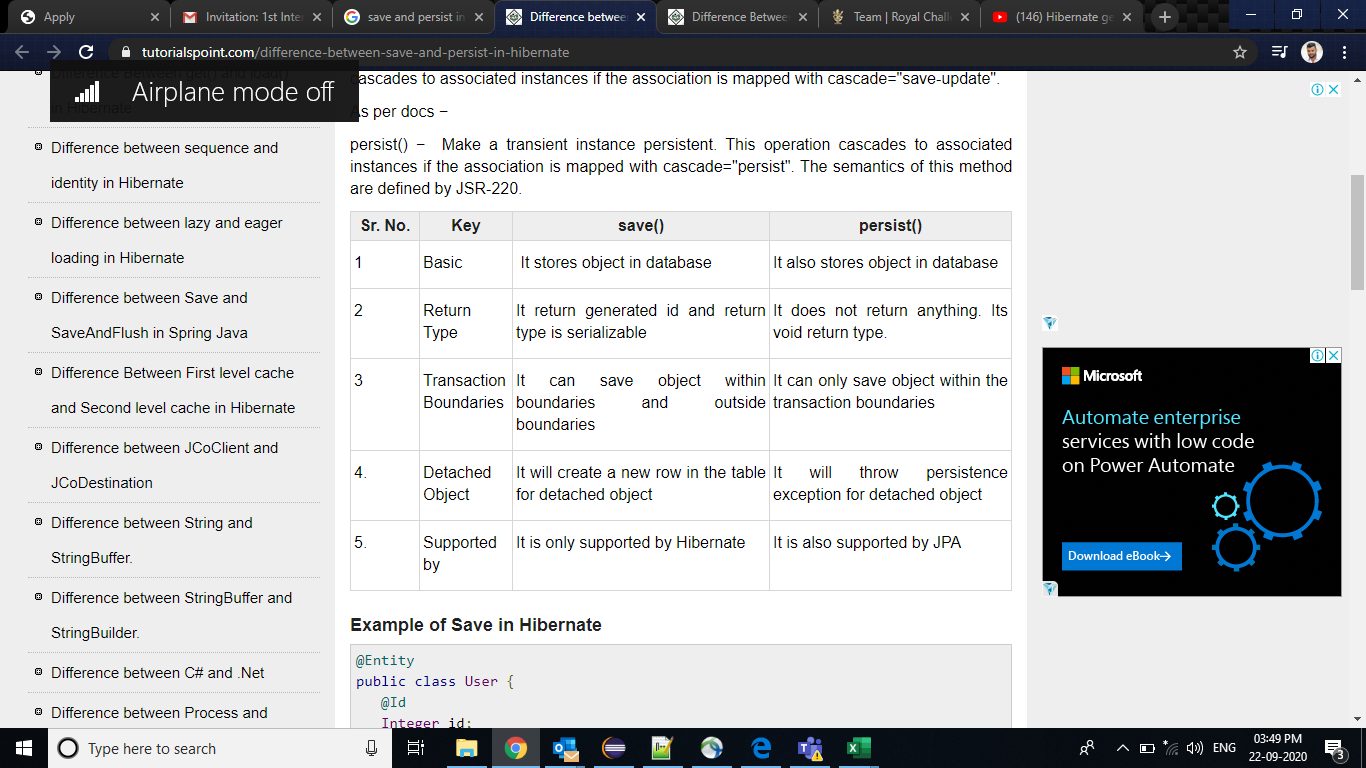 Apply
Invitation: 1st Inte
save and persist in
Difference betwee
Difference Betwee
Team | Royal Chall
(146) Hibernate ge
tutorialspoint.com/difference-between-save-and-persist-in-hibernate
Airplane mode off
Difference between sequence and
identity in Hibernate
Difference between lazy and eager
loading in Hibernate
Difference between Save and
SaveAndFlush in Spring Java
Difference Between First level cache
and Second level cache in Hibernate
Difference between JCoClient and
JCoDestination
Difference between String and
StringBuffer.
Difference between StringBuffer and
StringBuilder.
Difference between C# and .Net
Difference between Process and
cascades to associated instances if the association is mapped with cascade="save-update".
As per docs −
persist() − Make a transient instance persistent. This operation cascades to associated
instances if the association is mapped with cascade="persist". The semantics of this method
are defined by JSR-220.
Sr. No. Key save() persist()
1 Basic It stores object in database It also stores object in database
2 Return It return generated id and return It does not return anything. Its
Type type is serializable void return type.
3 Transaction It can save object within It can only save object within the
Boundaries boundaries and outside transaction boundaries
boundaries
4. Detached It will create a new row in the table It will throw persistence
Object for detached object exception for detached object
5. Supported It is only supported by Hibernate It is also supported by JPA
by
Example of Save in Hibernate
@Entity
public class User {
@Id
Integer id;
Microsoft
Automate enterprise
services with low code
on Power Automate
Download eBook→
Type here to search
ENG
03:49 PM
22-09-2020
3